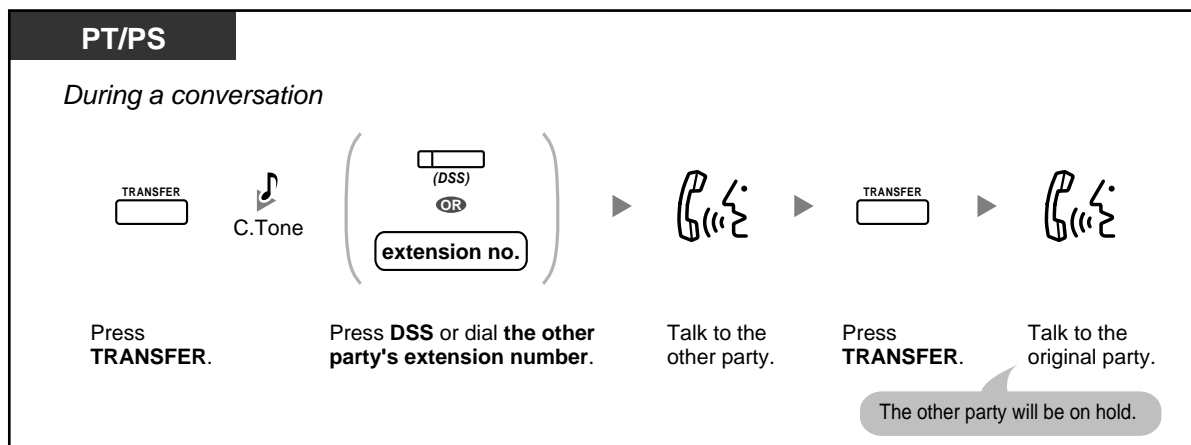 PT/PS
During a conversation
TRANSFER
C.Tone
(DSS)
OR
extension no.
TRANSFER
Press
TRANSFER.
Press DSS or dial the other
party's extension number.
Talk to the
other party.
Press
TRANSFER.
Talk to the
original party.
The other party will be on hold.